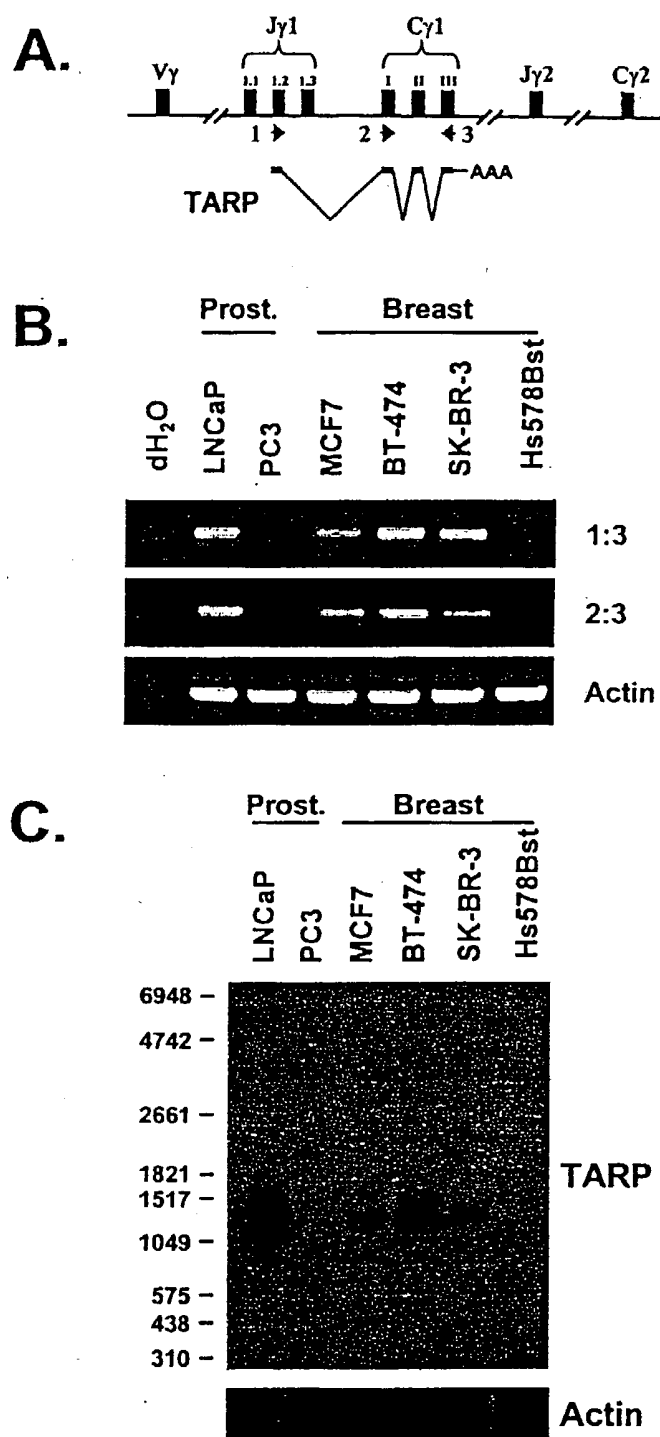 A.
Jγ1
Cγ1
Vγ
1.1 1.2 1.3
I II III
Jγ2
Cγ2
1 2 3
TARP
AAA
B.
Prost.
Breast
dH₂O
LNCaP
PC3
MCF7
BT-474
SK-BR-3
Hs578Bst
1:3
2:3
Actin
C.
Prost.
Breast
LNCaP
PC3
MCF7
BT-474
SK-BR-3
Hs578Bst
6948 –
4742 –
2661 –
1821 –
1517 –
1049 –
575 –
438 –
310 –
TARP
Actin